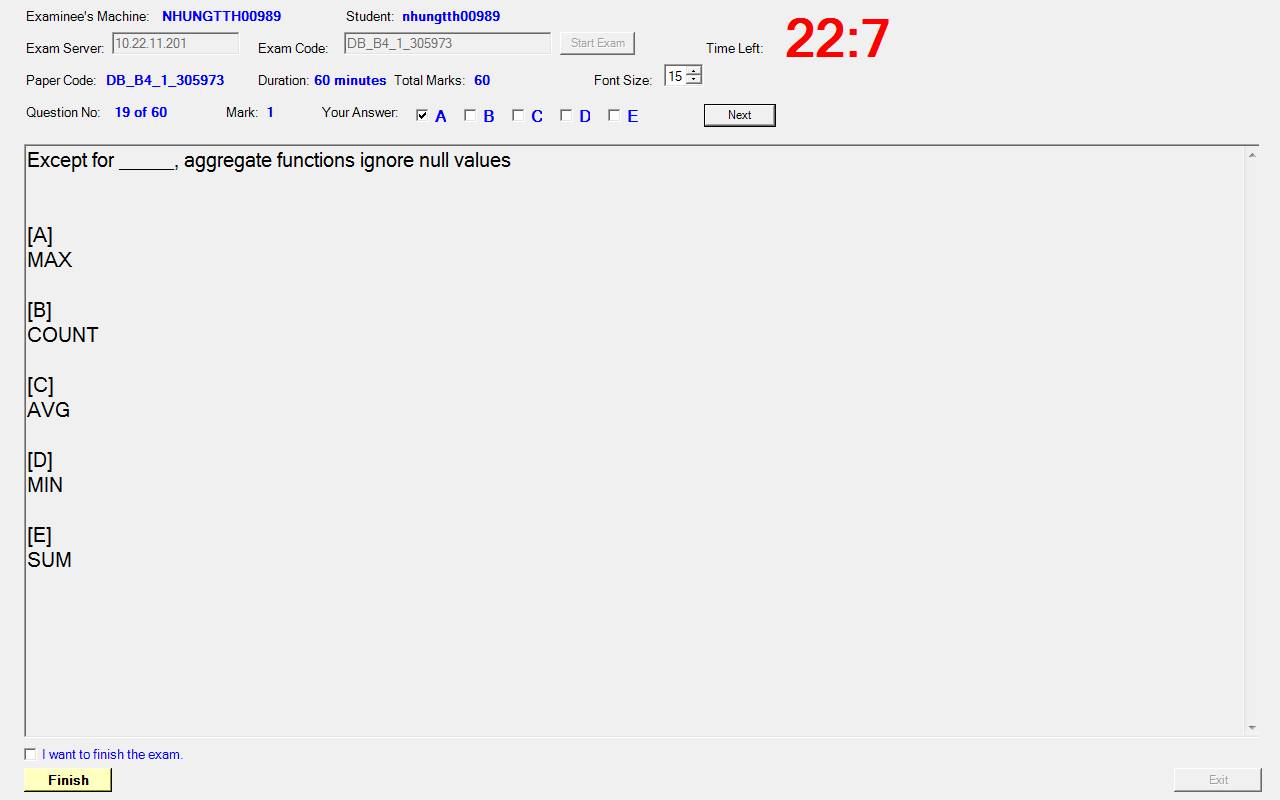 Examinee's Machine: NHUNGTTH00989 Student: nhungtth00989
Exam Server: 10.22.11.201 Exam Code: DB_B4_1_305973 Start Exam Time Left: 22:7
Paper Code: DB_B4_1_305973 Duration: 60 minutes Total Marks: 60 Font Size: 15
Question No: 19 of 60 Mark: 1 Your Answer: A B C D E Next
Except for _____, aggregate functions ignore null values
[A]
MAX
[B]
COUNT
[C]
AVG
[D]
MIN
[E]
SUM
I want to finish the exam.
Finish Exit